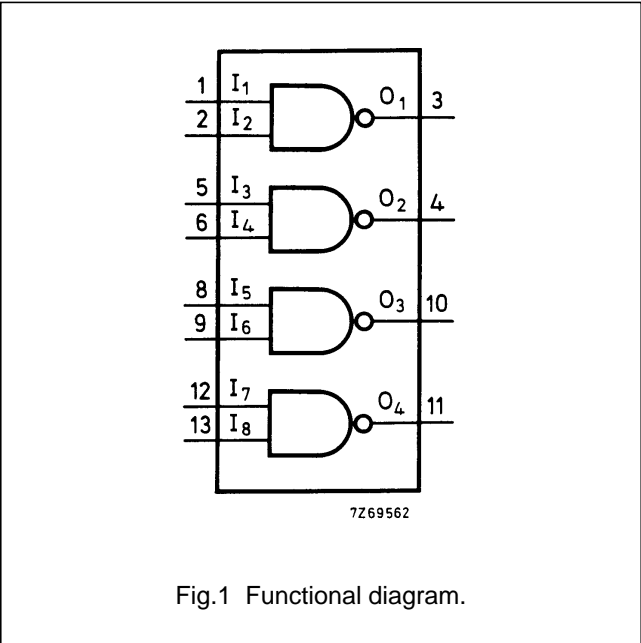 1 I1 O1 3
2 I2
5 I3 O2 4
6 I4
8 I5 O3 10
9 I6
12 I7 O4 11
13 I8
7Z69562
Fig.1 Functional diagram.